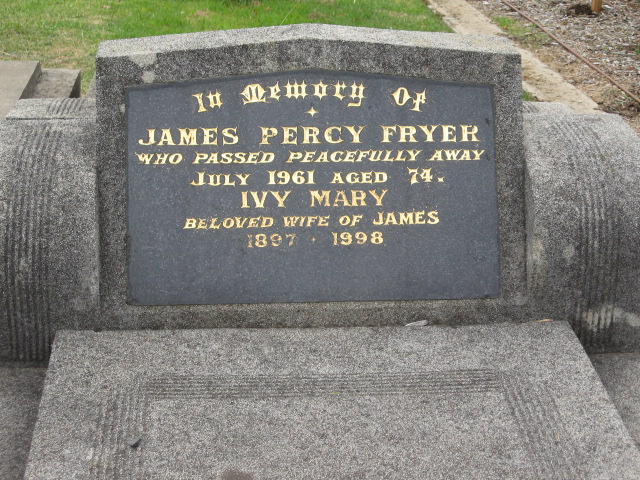 In Memory Of
JAMES PERCY FRYER
WHO PASSED PEACEFULLY AWAY
JULY 1961 AGED 74.
IVY MARY
BELOVED WIFE OF JAMES
1897 · 1998